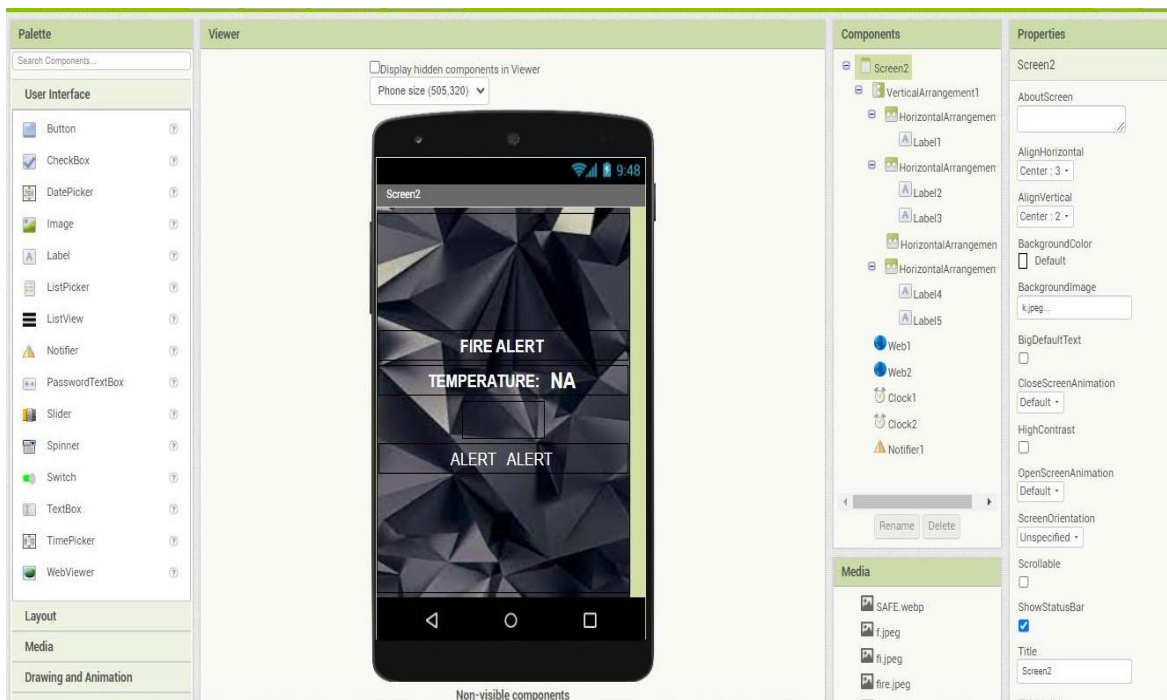 Palette
Search Components...
User Interface
Button
CheckBox
DatePicker
Image
Label
ListPicker
ListView
Notifier
PasswordTextBox
Slider
Spinner
Switch
TextBox
TimePicker
WebViewer
Layout
Media
Drawing and Animation
Viewer
Display hidden components in Viewer
Phone size (505,320)
9:48
Screen2
FIRE ALERT
TEMPERATURE: NA
ALERT ALERT
Non-visible components
Components
Screen2
VerticalArrangement1
HorizontalArrangemen
Label1
HorizontalArrangemen
Label2
Label3
HorizontalArrangemen
HorizontalArrangemen
Label4
Label5
Web1
Web2
Clock1
Clock2
Notifier1
Rename Delete
Media
SAFE.webp
f.jpeg
fi.jpeg
fire.jpeg
Properties
Screen2
AboutScreen
AlignHorizontal
Center : 3
AlignVertical
Center : 2
BackgroundColor
Default
BackgroundImage
k.jpeg...
BigDefaultText
CloseScreenAnimation
Default
HighContrast
OpenScreenAnimation
Default
ScreenOrientation
Unspecified
Scrollable
ShowStatusBar
Title
Screen2